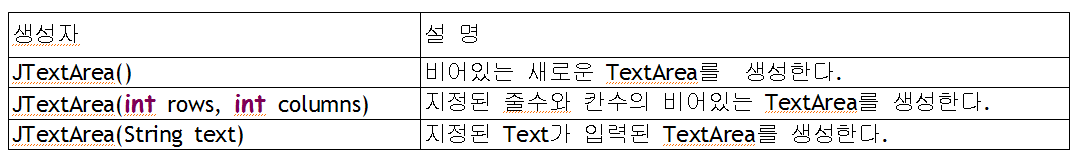 생성자 설 명
JTextArea() 비어있는 새로운 TextArea를 생성한다.
JTextArea(int rows, int columns) 지정된 줄수와 칸수의 비어있는 TextArea를 생성한다.
JTextArea(String text) 지정된 Text가 입력된 TextArea를 생성한다.